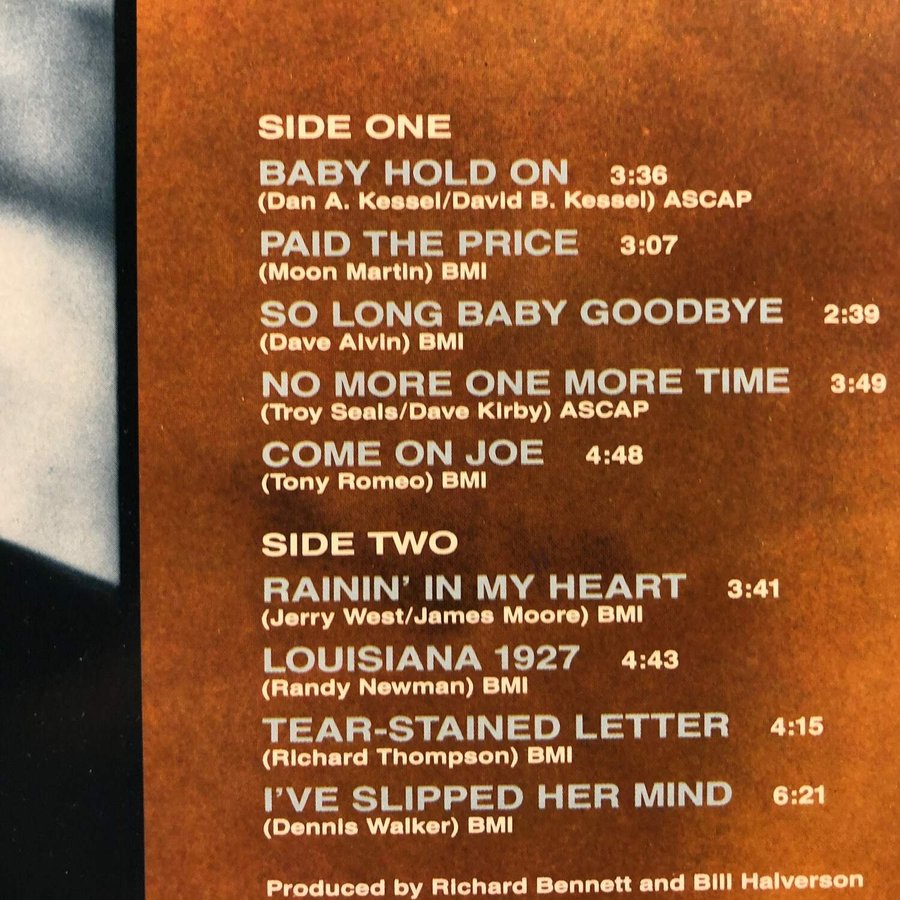 SIDE ONE
BABY HOLD ON 3:36
(Dan A. Kessel/David B. Kessel) ASCAP
PAID THE PRICE 3:07
(Moon Martin) BMI
SO LONG BABY GOODBYE 2:39
(Dave Alvin) BMI
NO MORE ONE MORE TIME 3:49
(Troy Seals/Dave Kirby) ASCAP
COME ON JOE 4:48
(Tony Romeo) BMI
SIDE TWO
RAININ' IN MY HEART 3:41
(Jerry West/James Moore) BMI
LOUISIANA 1927 4:43
(Randy Newman) BMI
TEAR-STAINED LETTER 4:15
(Richard Thompson) BMI
I'VE SLIPPED HER MIND 6:21
(Dennis Walker) BMI
Produced by Richard Bennett and Bill Halverson